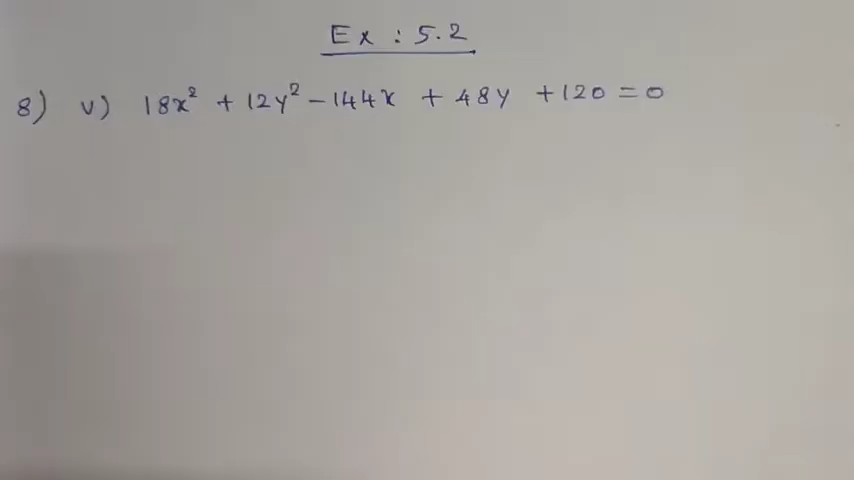 Ex : 5.2
8) v) 18x² + 12y² - 144x + 48y + 120 = 0